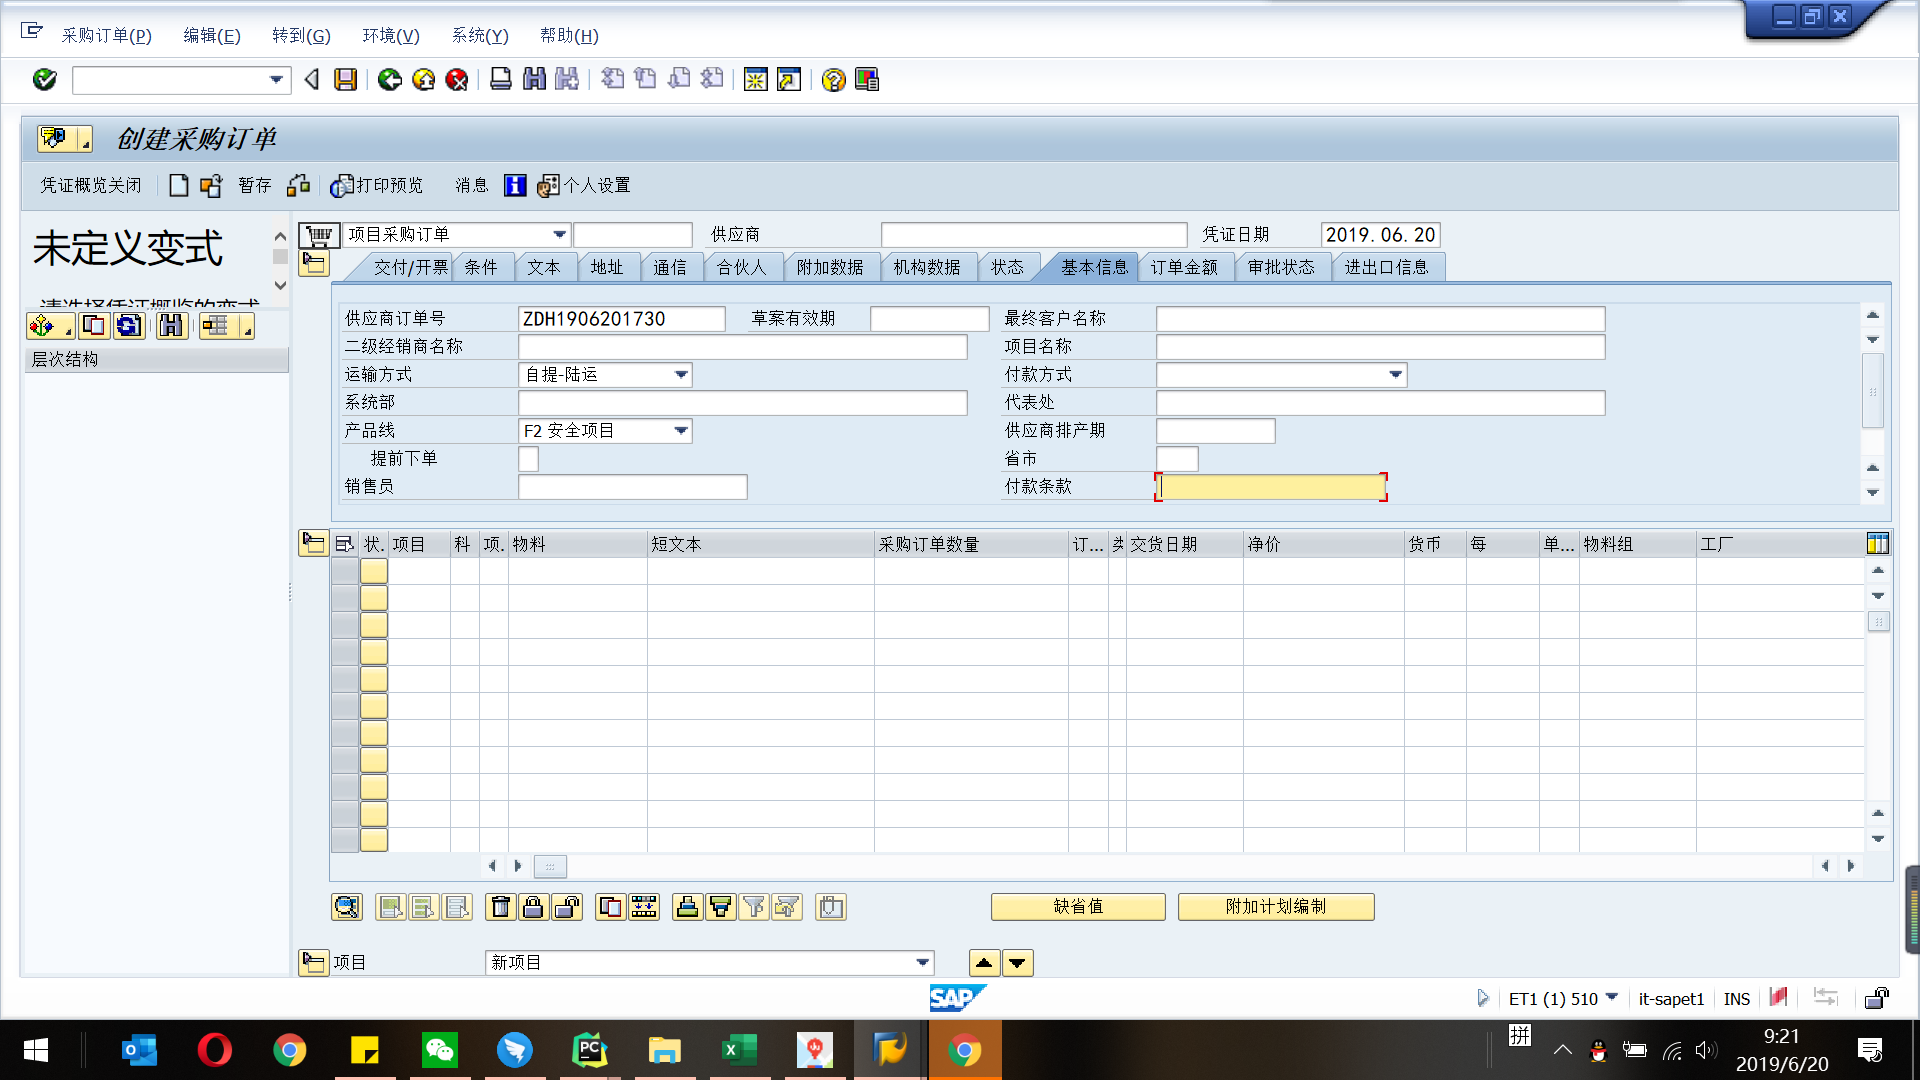 采购订单(P) 编辑(E) 转到(G) 环境(V) 系统(Y) 帮助(H)
创建采购订单
凭证概览关闭 暂存 打印预览 消息 个人设置
未定义变式
请选择凭证概览的变式
层次结构
项目采购订单 供应商 凭证日期 2019.06.20
交付/开票 条件 文本 地址 通信 合伙人 附加数据 机构数据 状态 基本信息 订单金额 审批状态 进出口信息
供应商订单号 ZDH1906201730 草案有效期 最终客户名称
二级经销商名称 项目名称
运输方式 自提-陆运 付款方式
系统部 代表处
产品线 F2 安全项目 供应商排产期
提前下单 省市
销售员 付款条款
状. 项目 科 项. 物料 短文本 采购订单数量 订... 类 交货日期 净价 货币 每 单... 物料组 工厂
缺省值 附加计划编制
项目 新项目
SAP
ET1 (1) 510 it-sapet1 INS
拼
9:21
2019/6/20